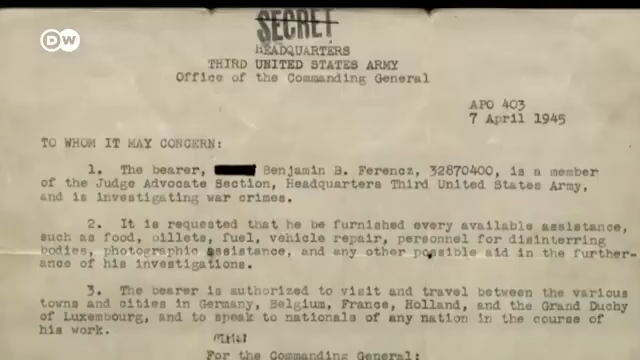 DW
SECRET
HEADQUARTERS
THIRD UNITED STATES ARMY
Office of the Commanding General
APO 403
7 April 1945
TO WHOM IT MAY CONCERN:
1. The bearer, Benjamin B. Ferencz, 32870400, is a member
of the Judge Advocate Section, Headquarters Third United States Army,
and is investigating war crimes.
2. It is requested that he be furnished every available assistance,
such as food, billets, fuel, vehicle repair, personnel for disinterring
bodies, photographic assistance, and any other possible aid in the further-
ance of his investigations.
3. The bearer is authorized to visit and travel between the various
towns and cities in Germany, Belgium, France, Holland, and the Grand Duchy
of Luxembourg, and to speak to nationals of any nation in the course of
his work.
For the Commanding General: